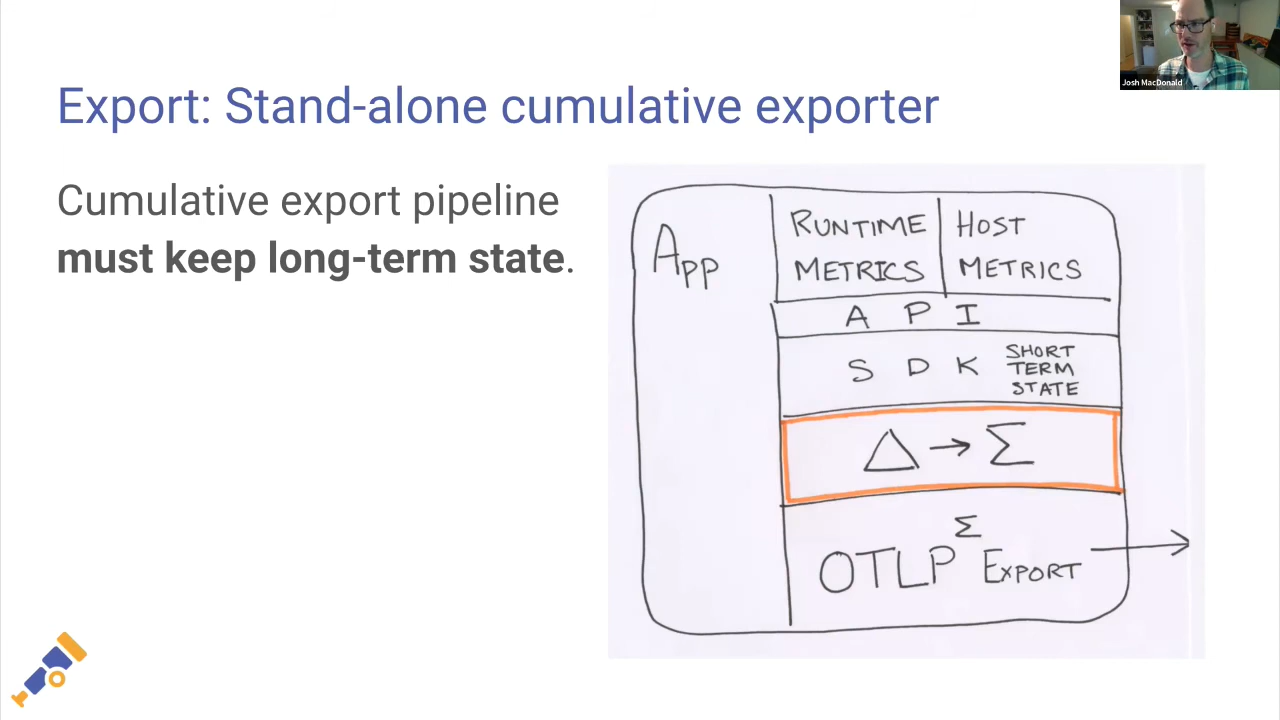 Josh MacDonald
Export: Stand-alone cumulative exporter
Cumulative export pipeline
must keep long-term state.
APP
RUNTIME
METRICS
HOST
METRICS
A P I
S D K
SHORT
TERM
STATE
Δ → Σ
Σ
OTLP EXPORT